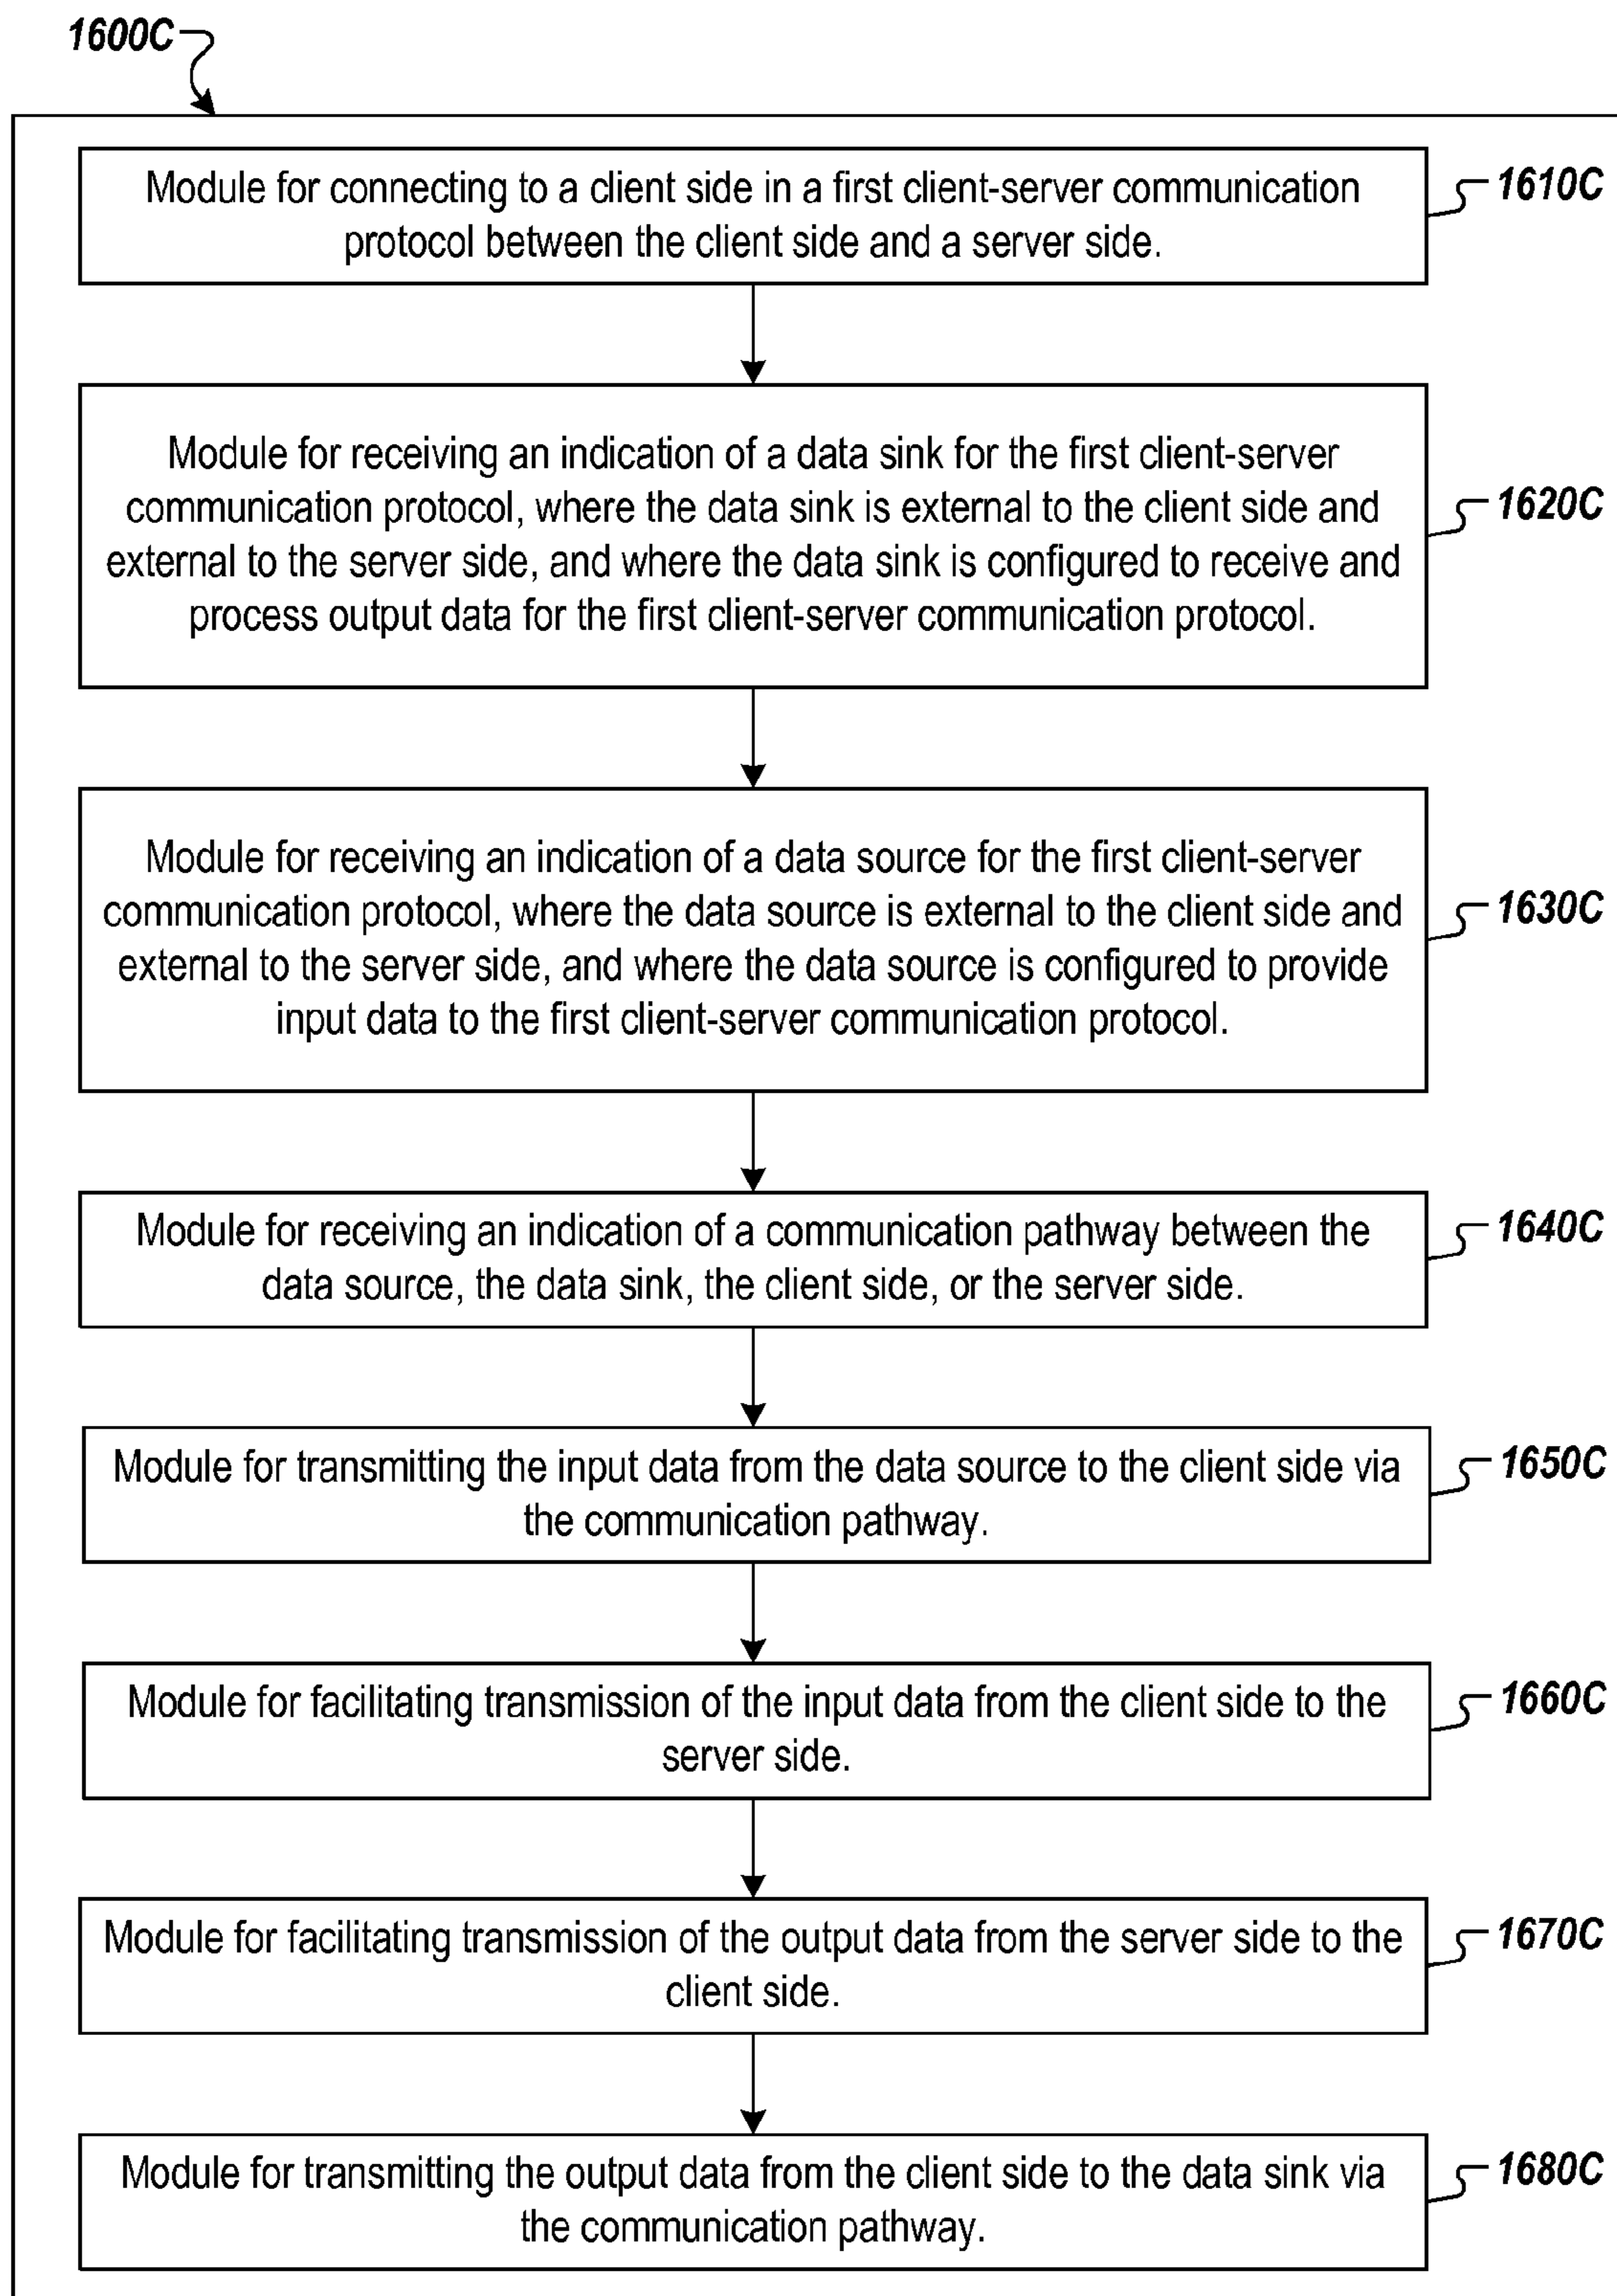 1600C
Module for connecting to a client side in a first client-server communication
protocol between the client side and a server side.
1610C
Module for receiving an indication of a data sink for the first client-server
communication protocol, where the data sink is external to the client side and
external to the server side, and where the data sink is configured to receive and
process output data for the first client-server communication protocol.
1620C
Module for receiving an indication of a data source for the first client-server
communication protocol, where the data source is external to the client side and
external to the server side, and where the data source is configured to provide
input data to the first client-server communication protocol.
1630C
Module for receiving an indication of a communication pathway between the
data source, the data sink, the client side, or the server side.
1640C
Module for transmitting the input data from the data source to the client side via
the communication pathway.
1650C
Module for facilitating transmission of the input data from the client side to the
server side.
1660C
Module for facilitating transmission of the output data from the server side to the
client side.
1670C
Module for transmitting the output data from the client side to the data sink via
the communication pathway.
1680C